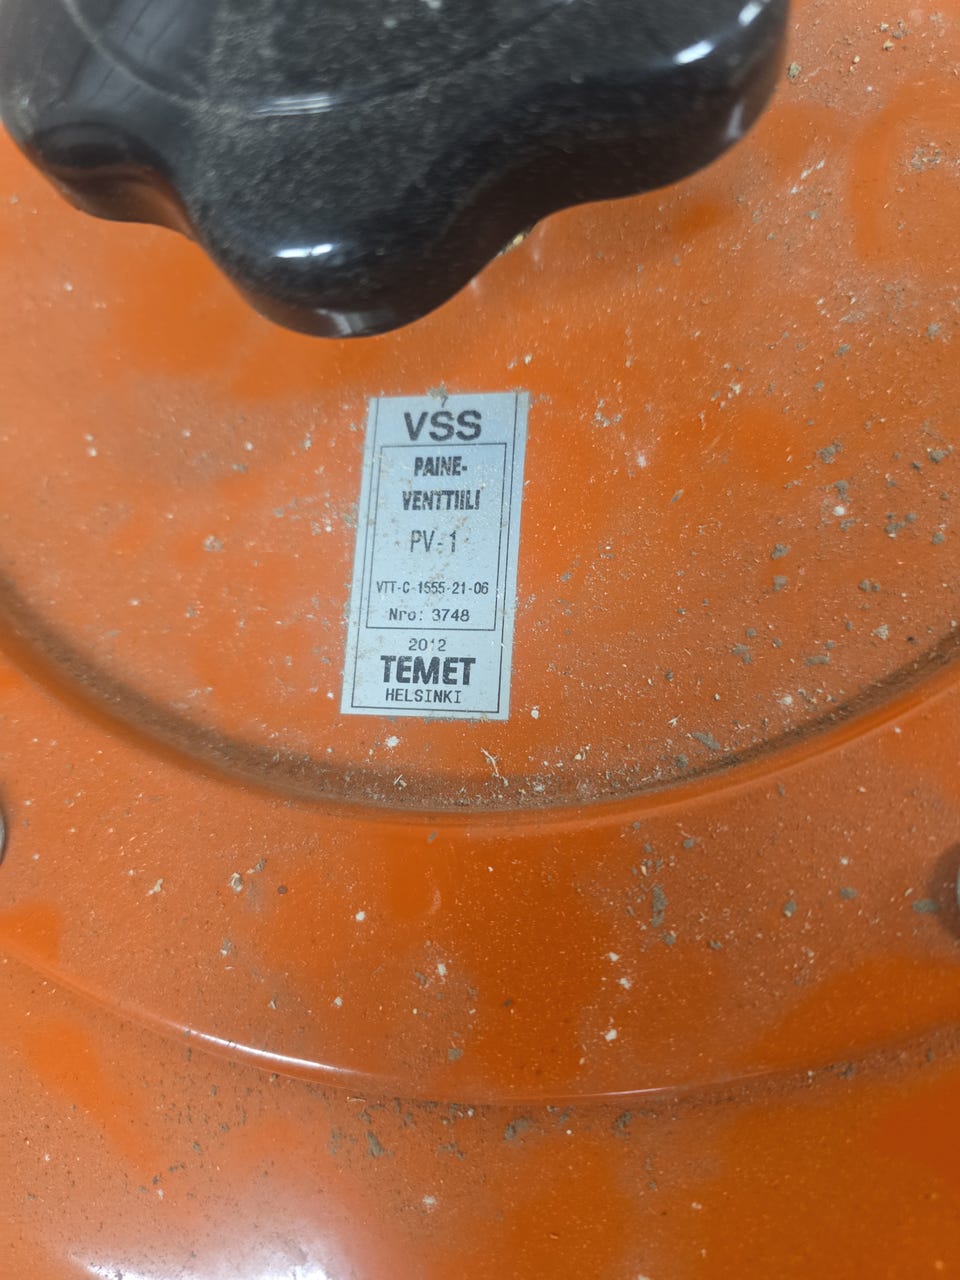 VSS
PAINE-
VENTTIILI
PV-1
VTT-C-1555-21-06
Nro: 3748
2012
TEMET
HELSINKI